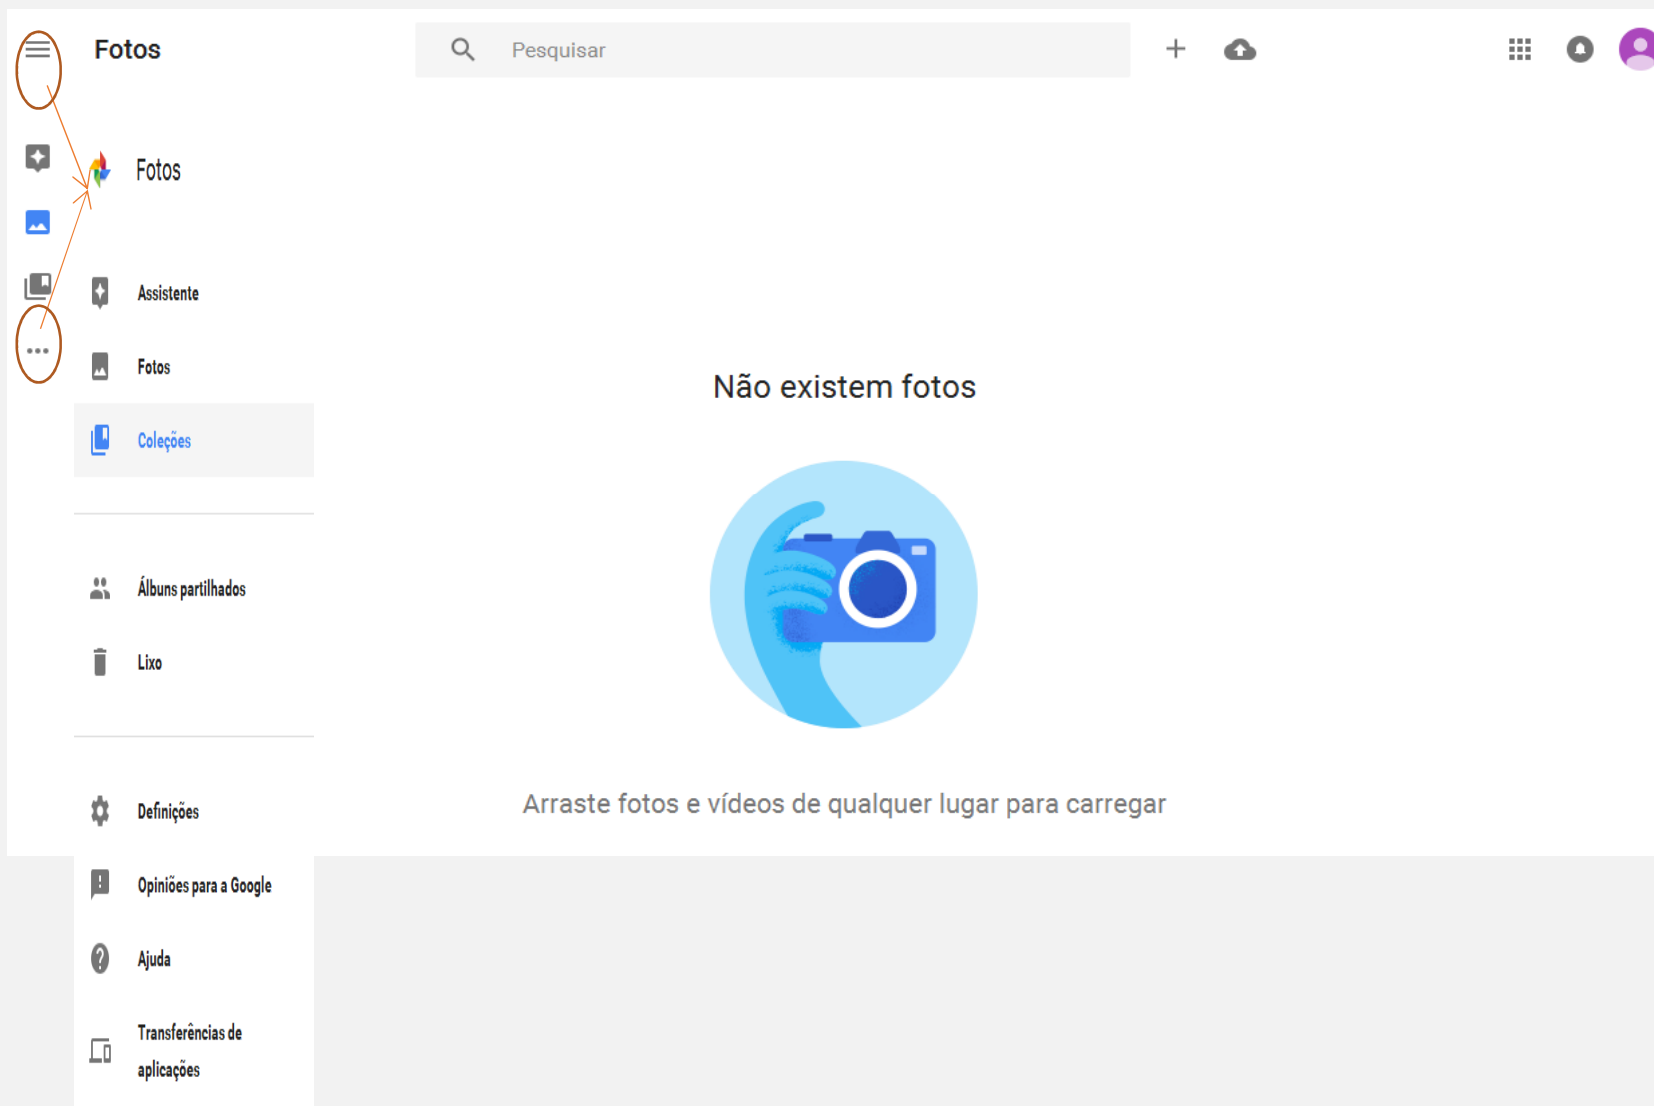 Fotos
Pesquisar
Fotos
Assistente
Fotos
Coleções
Álbuns partilhados
Lixo
Definições
Opiniões para a Google
Ajuda
Transferências de
aplicações
Não existem fotos
Arraste fotos e vídeos de qualquer lugar para carregar